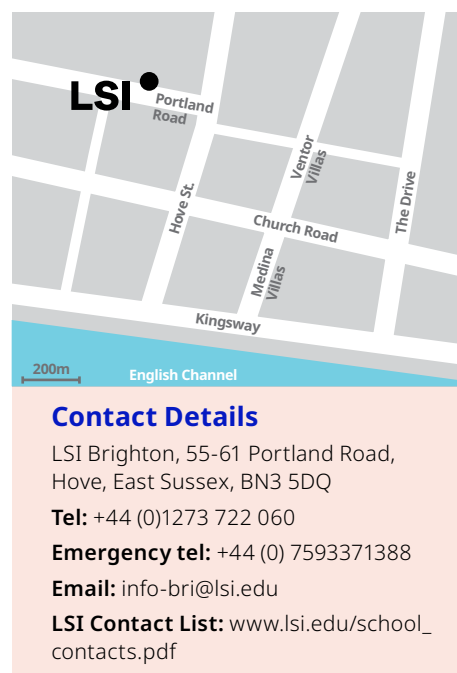 LSI
Portland
Road
Ventor
Villas
Hove St.
The Drive
Church Road
Medina
Villas
Kingsway
200m
English Channel
Contact Details
LSI Brighton, 55-61 Portland Road,
Hove, East Sussex, BN3 5DQ
Tel: +44 (0)1273 722 060
Emergency tel: +44 (0) 7593371388
Email: info-bri@lsi.edu
LSI Contact List: www.lsi.edu/school_
contacts.pdf